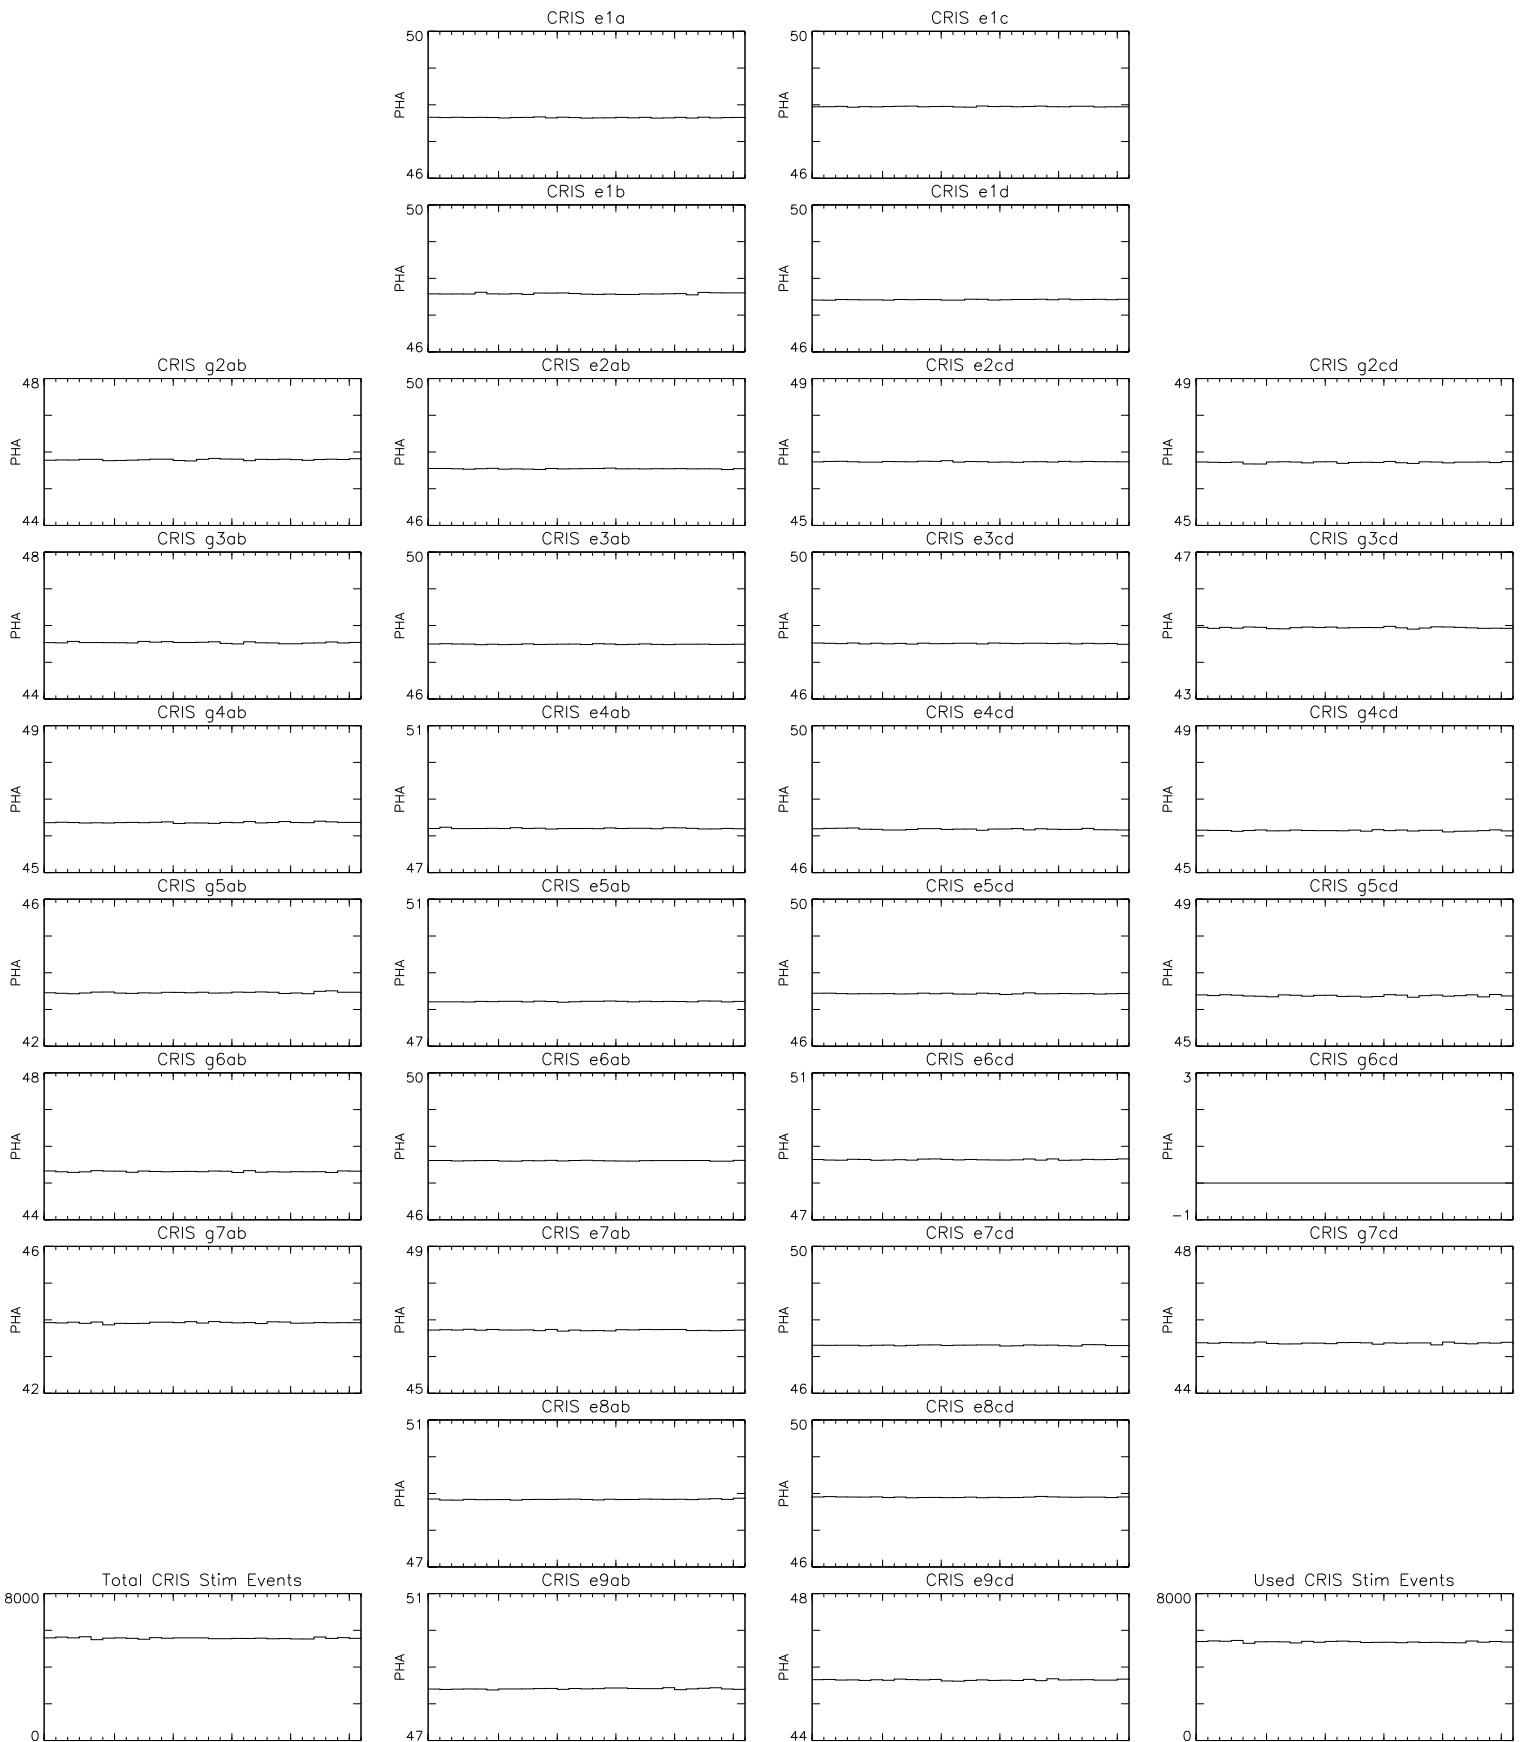 CRIS e1a CRIS e1c
50 50
PHA PHA
46 46
CRIS e1b CRIS e1d
50 50
PHA PHA
46 46
CRIS g2ab CRIS e2ab CRIS e2cd CRIS g2cd
48 50 49 49
PHA PHA PHA PHA
44 46 45 45
CRIS g3ab CRIS e3ab CRIS e3cd CRIS g3cd
48 50 50 47
PHA PHA PHA PHA
44 46 46 43
CRIS g4ab CRIS e4ab CRIS e4cd CRIS g4cd
49 51 50 49
PHA PHA PHA PHA
45 47 46 45
CRIS g5ab CRIS e5ab CRIS e5cd CRIS g5cd
46 51 50 49
PHA PHA PHA PHA
42 47 46 45
CRIS g6ab CRIS e6ab CRIS e6cd CRIS g6cd
48 50 51 3
PHA PHA PHA PHA
44 46 47 -1
CRIS g7ab CRIS e7ab CRIS e7cd CRIS g7cd
46 49 50 48
PHA PHA PHA PHA
42 45 46 44
CRIS e8ab CRIS e8cd
51 50
PHA PHA
47 46
Total CRIS Stim Events CRIS e9ab CRIS e9cd Used CRIS Stim Events
8000 51 48 8000
PHA PHA
0 47 44 0